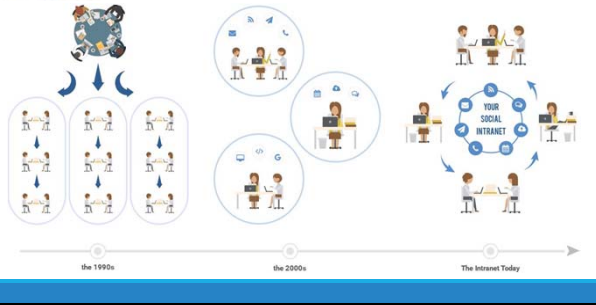 YOUR
SOCIAL
INTRANET
the 1990s
the 2000s
The Intranet Today